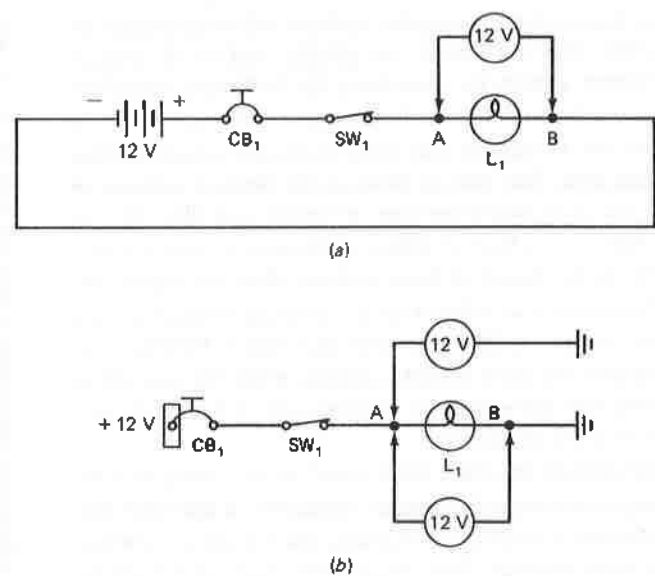 12 V
− +
12 V
CB₁
SW₁
A
B
L₁
(a)
12 V
+ 12 V
CB₁
SW₁
A
B
L₁
12 V
(b)